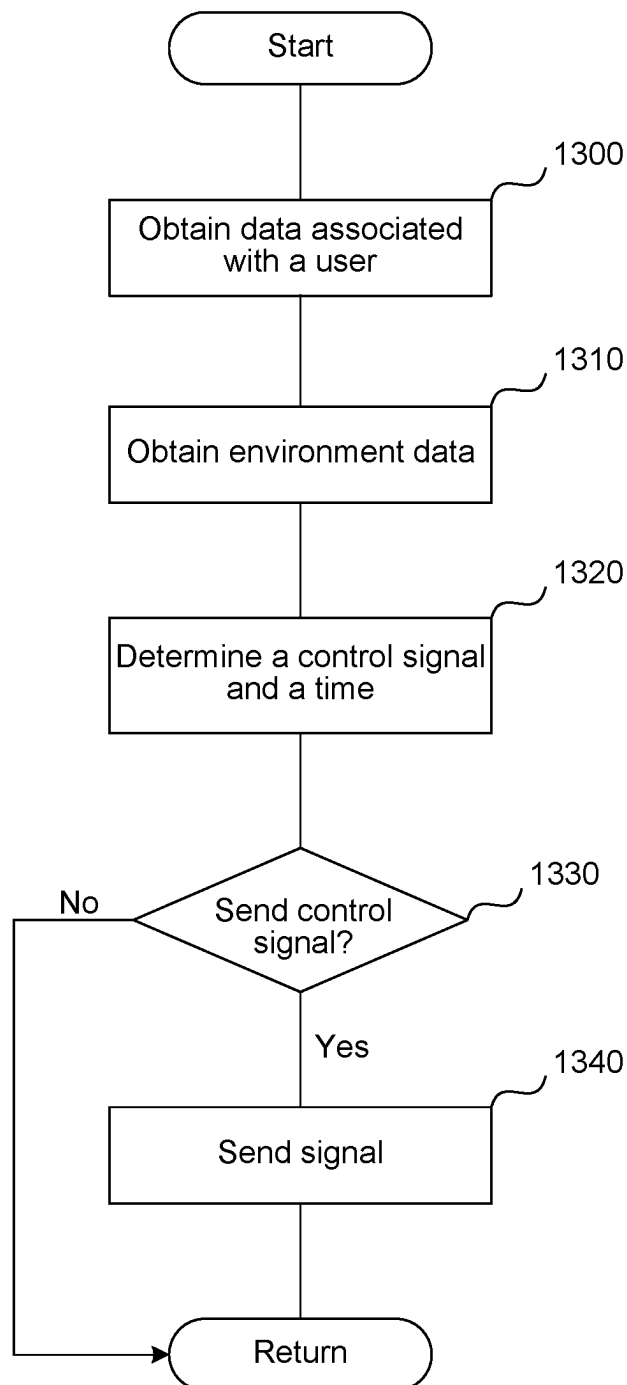 Start
1300
Obtain data associated
with a user
1310
Obtain environment data
1320
Determine a control signal
and a time
1330
No
Send control
signal?
Yes
1340
Send signal
Return